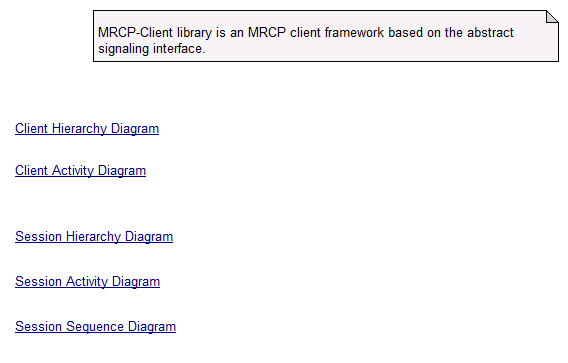 MRCP-Client library is an MRCP client framework based on the abstract
signaling interface.
Client Hierarchy Diagram
Client Activity Diagram
Session Hierarchy Diagram
Session Activity Diagram
Session Sequence Diagram